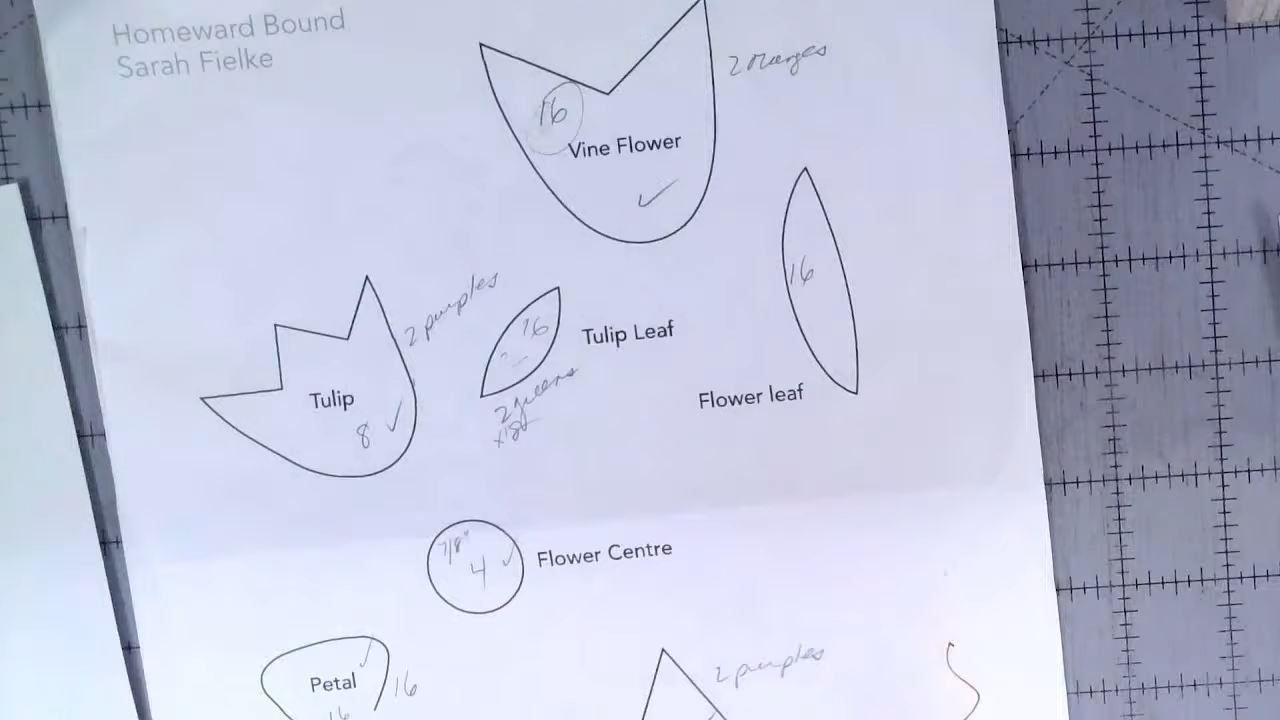 Homeward Bound
Sarah Fielke
2 oranges
16
Vine Flower
16
2 purples
16
Tulip Leaf
Tulip
8
2 greens
Flower leaf
7/8"
4
Flower Centre
Petal
16
16
2 purples